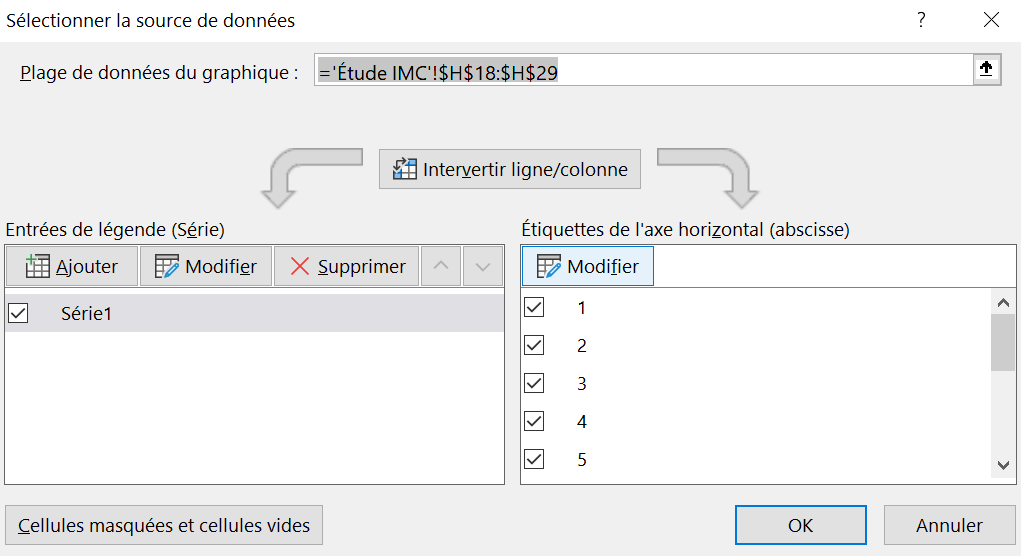 Sélectionner la source de données ?
Plage de données du graphique : ='Étude IMC'!$H$18:$H$29
Intervertir ligne/colonne
Entrées de légende (Série)
Ajouter Modifier Supprimer
Série1
Étiquettes de l'axe horizontal (abscisse)
Modifier
1
2
3
4
5
Cellules masquées et cellules vides
OK Annuler